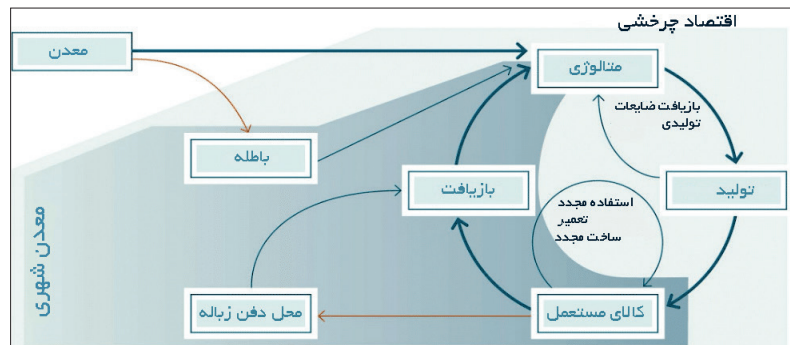 اقتصاد چرخشی
معدن
متالوژی
بازیافت ضایعات
تولیدی
باطله
بازیافت
تولید
استفاده مجدد
تعمیر
ساخت مجدد
معدن شهری
محل دفن زباله
کالای مستعمل